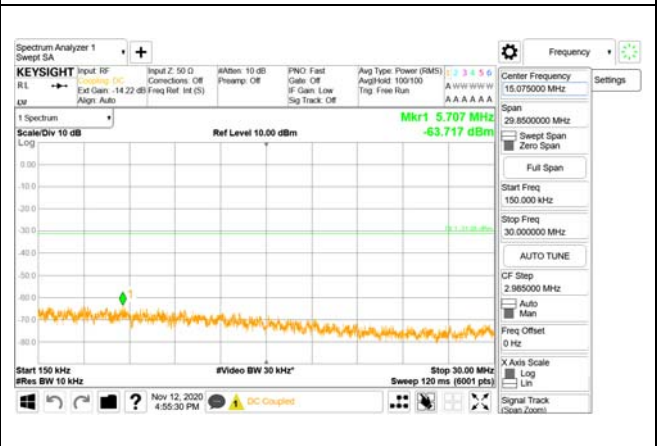 Spectrum Analyzer 1
Swept SA
Frequency
KEYSIGHT
RL
Input: RF
Coupling: DC
Ext Gain: -14.22 dB
Align: Auto
Input Z: 50 Ω
Corrections: Off
Freq Ref: Int (S)
#Atten: 10 dB
Preamp: Off
PNO: Fast
Gate: Off
IF Gain: Low
Sig Track: Off
Avg Type: Power (RMS)
Avg|Hold: 100/100
Trig: Free Run
1 2 3 4 5 6
A W W W W W
A A A A A A
Center Frequency
15.075000 MHz
Settings
1 Spectrum
Mkr1 5.707 MHz
-63.717 dBm
Scale/Div 10 dB
Ref Level 10.00 dBm
Log
0.00
-10.0
-20.0
-30.0
-40.0
-50.0
-60.0
-70.0
-80.0
1
Span
29.8500000 MHz
Swept Span
Zero Span
Full Span
Start Freq
150.000 kHz
Stop Freq
30.000000 MHz
AUTO TUNE
CF Step
2.985000 MHz
Auto
Man
Freq Offset
0 Hz
X Axis Scale
Log
Lin
Signal Track
(Span Zoom)
Start 150 kHz
#Res BW 10 kHz
#Video BW 30 kHz*
Stop 30.00 MHz
Sweep 120 ms (6001 pts)
?
Nov 12, 2020
4:55:30 PM
1
DC Coupled